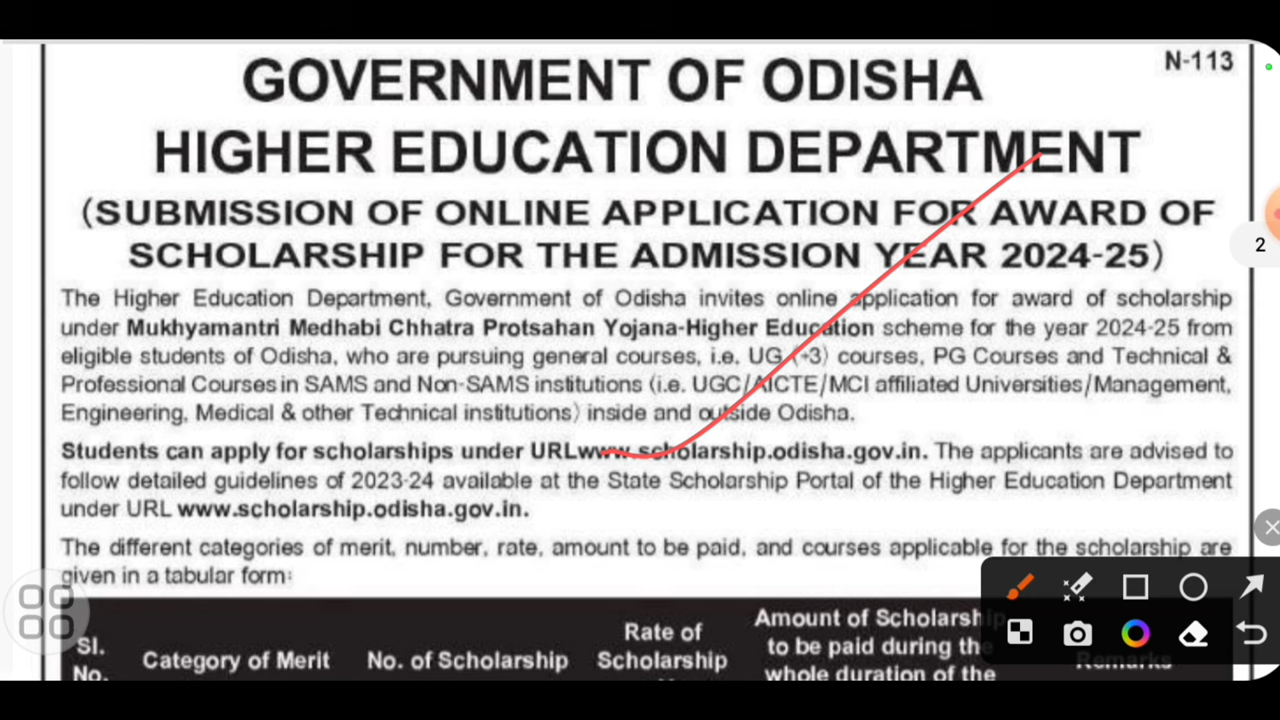 N-113
GOVERNMENT OF ODISHA
HIGHER EDUCATION DEPARTMENT
(SUBMISSION OF ONLINE APPLICATION FOR AWARD OF
SCHOLARSHIP FOR THE ADMISSION YEAR 2024-25)
2
The Higher Education Department, Government of Odisha invites online application for award of scholarship
under Mukhyamantri Medhabi Chhatra Protsahan Yojana-Higher Education scheme for the year 2024-25 from
eligible students of Odisha, who are pursuing general courses, i.e. UG (+3) courses, PG Courses and Technical &
Professional Courses in SAMS and Non-SAMS institutions (i.e. UGC/AICTE/MCI affiliated Universities/Management,
Engineering, Medical & other Technical institutions) inside and outside Odisha.
Students can apply for scholarships under URLwww.scholarship.odisha.gov.in. The applicants are advised to
follow detailed guidelines of 2023-24 available at the State Scholarship Portal of the Higher Education Department
under URL www.scholarship.odisha.gov.in.
The different categories of merit, number, rate, amount to be paid, and courses applicable for the scholarship are
given in a tabular form:
Sl.
No.
Category of Merit
No. of Scholarship
Rate of
Scholarship
Amount of Scholarsh
to be paid during the
whole duration of the
Remarks